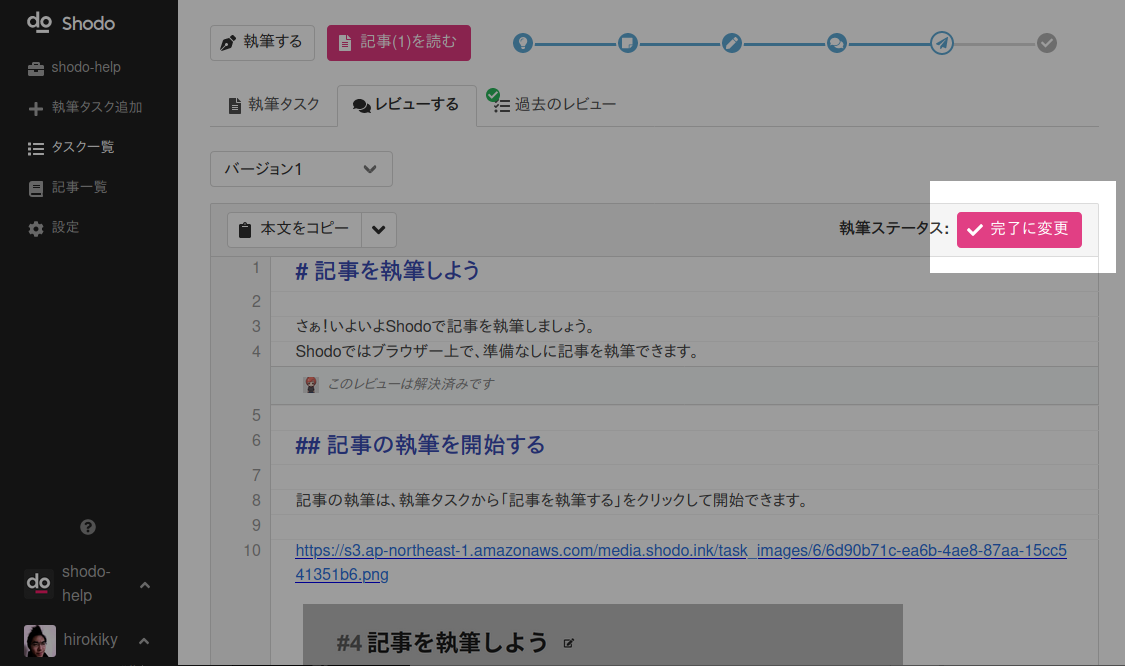 do Shodo
shodo-help
執筆タスク追加
タスク一覧
記事一覧
設定
shodo-
help
hirokiky
執筆する
記事(1)を読む
執筆タスク
レビューする
過去のレビュー
バージョン1
本文をコピー
執筆ステータス:
完了に変更
1 # 記事を執筆しよう
2
3 さぁ！いよいよShodoで記事を執筆しましょう。
4 Shodoではブラウザー上で、準備なしに記事を執筆できます。
このレビューは解決済みです
5
6 ## 記事の執筆を開始する
7
8 記事の執筆は、執筆タスクから「記事を執筆する」をクリックして開始できます。
9
10 https://s3.ap-northeast-1.amazonaws.com/media.shodo.ink/task_images/6/6d90b71c-ea6b-4ae8-87aa-15cc5
41351b6.png
#4 記事を執筆しよう